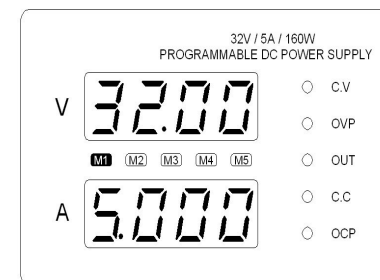 32V / 5A / 160W
PROGRAMMABLE DC POWER SUPPLY
V 32.00
M1 M2 M3 M4 M5
A 5.000
C.V
OVP
OUT
C.C
OCP